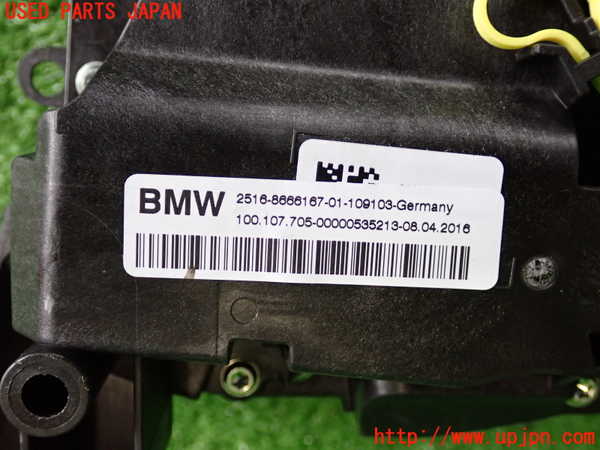 USED PARTS JAPAN
BMW 2516-8666167-01-109103-Germany
100.107.705-00000535213-08.04.2016
http://www.upjpn.com/